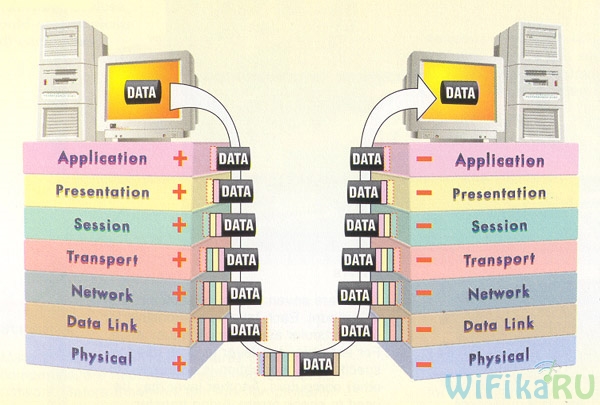 DATA
DATA
Application + DATA
DATA - Application
Presentation + DATA
DATA - Presentation
Session + DATA
DATA - Session
Transport + DATA
DATA - Transport
Network + DATA
DATA - Network
Data Link + DATA
DATA - Data Link
Physical +
DATA
- Physical
WiFikaRU